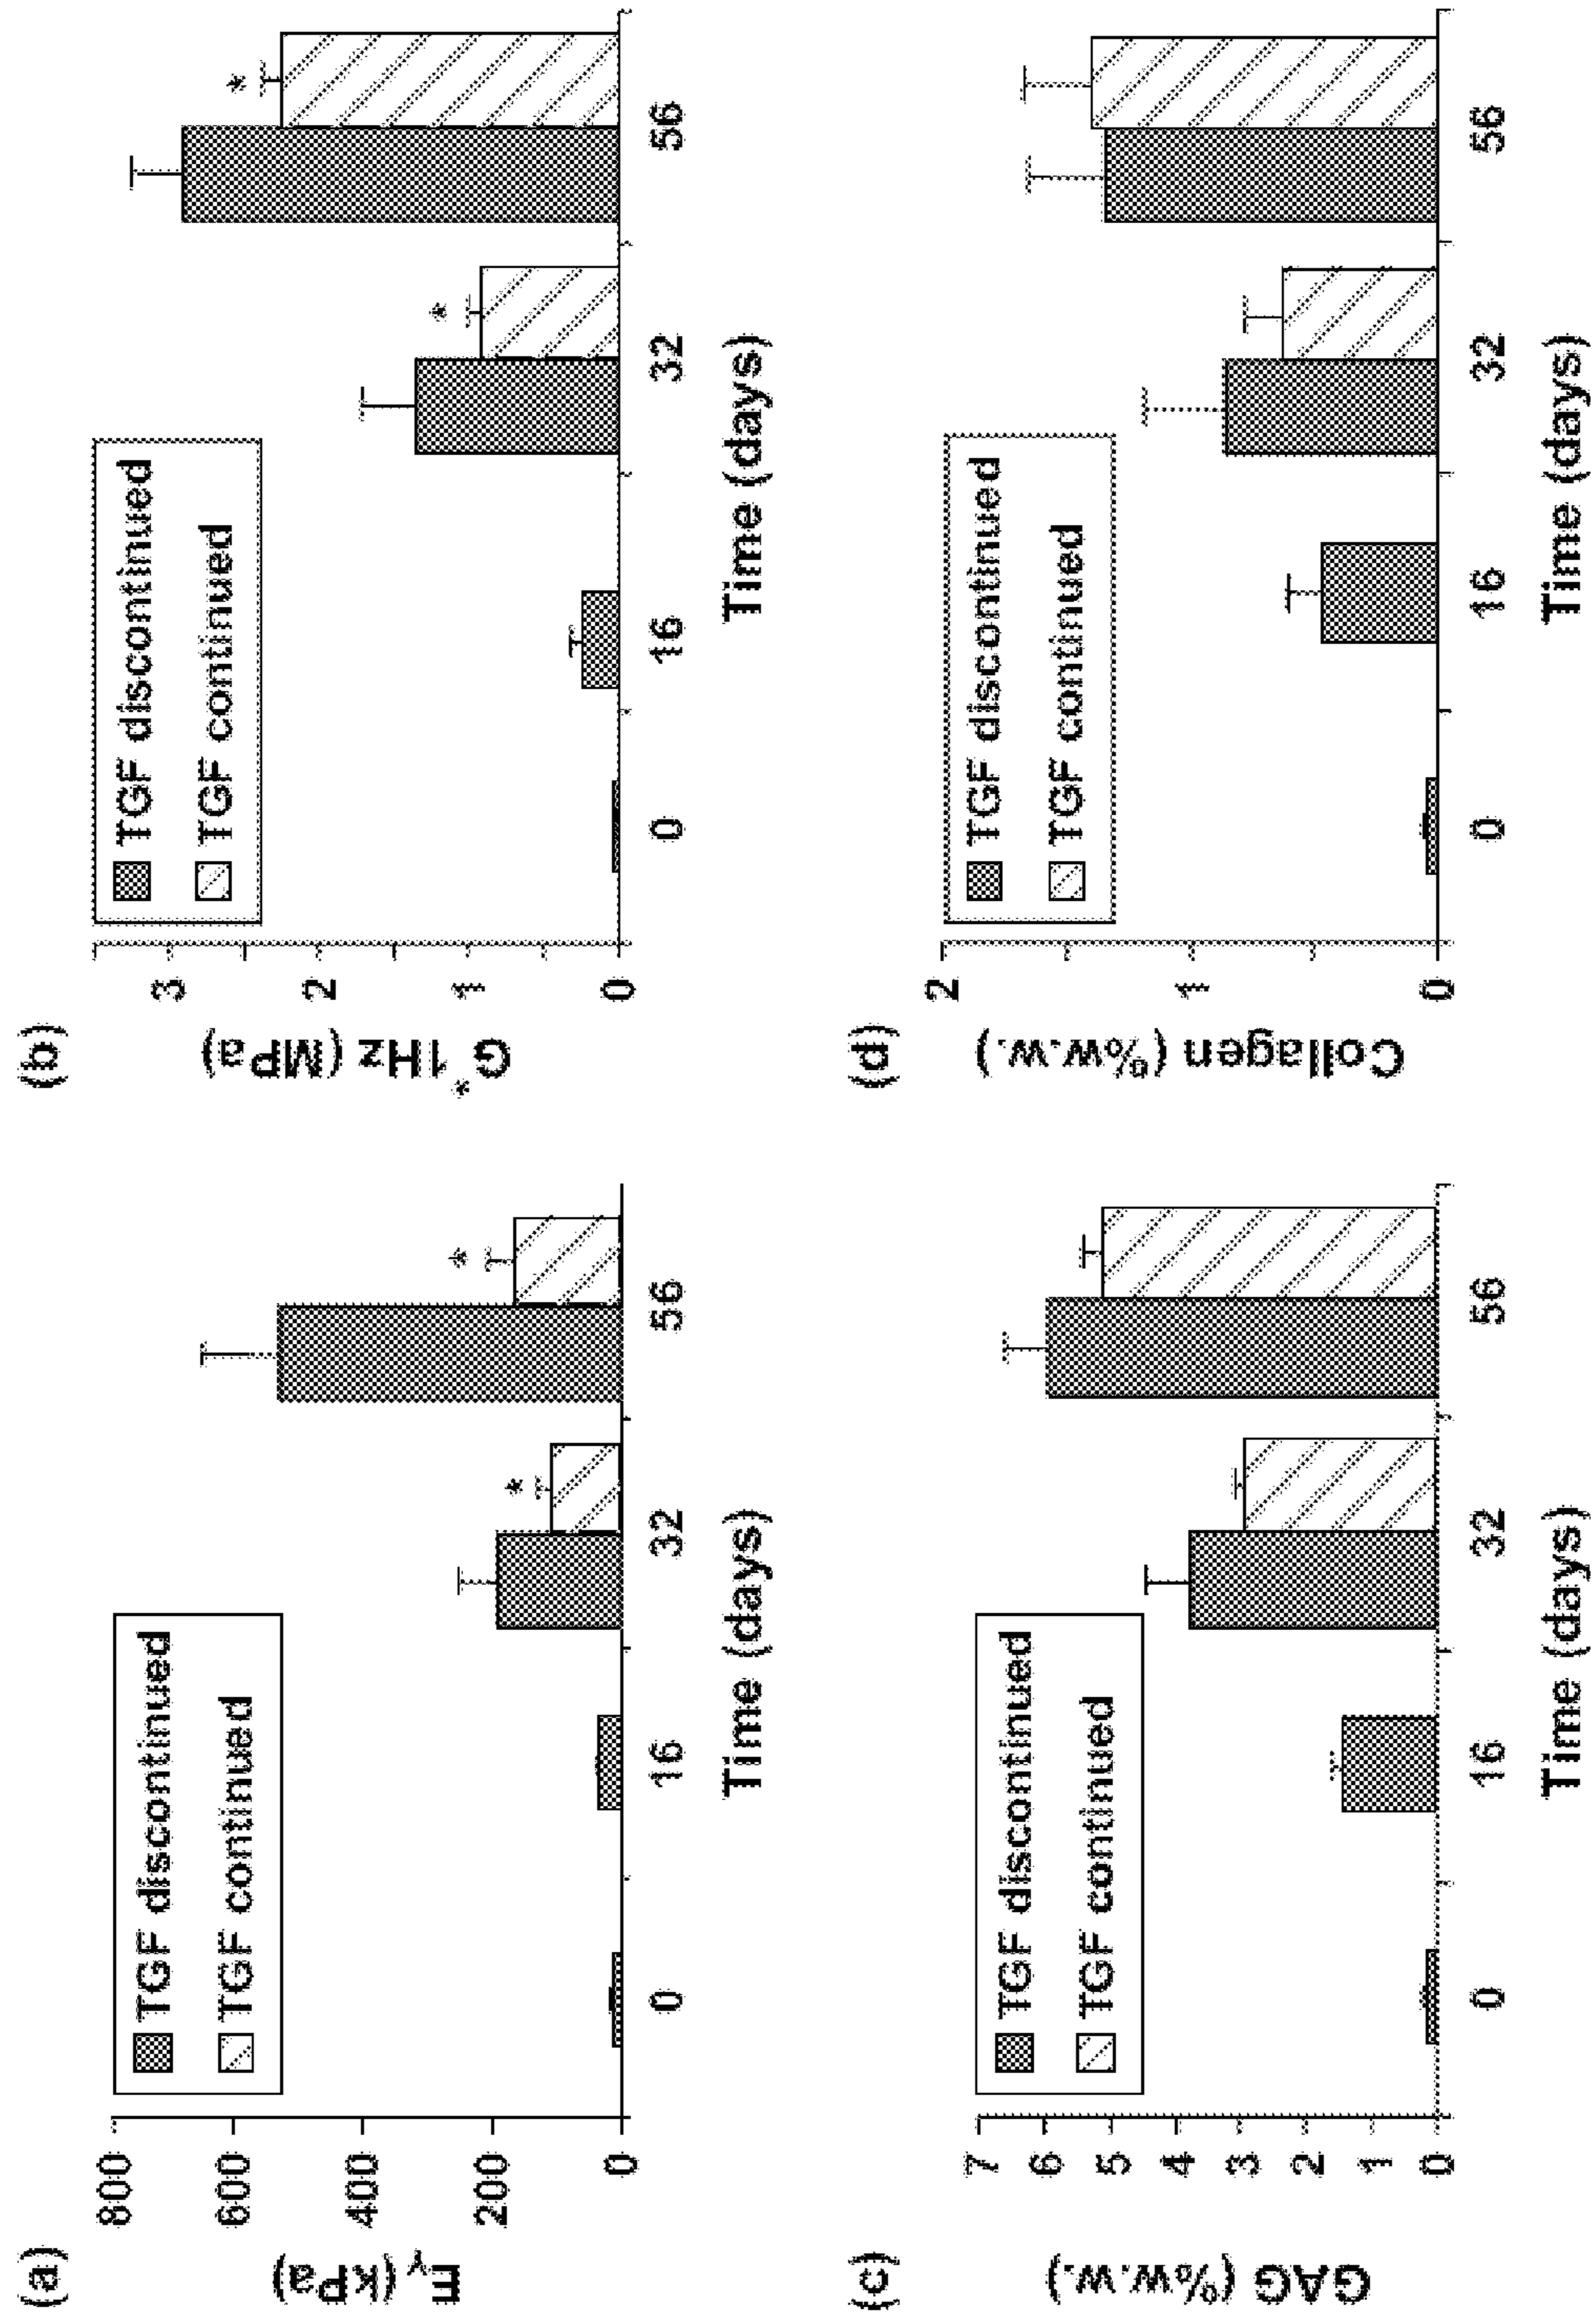 (a)
E_Y (kPa)
800
600
400
200
0
TGF discontinued
TGF continued
*
*
0 16 32 56
Time (days)
(b)
G*1Hz (MPa)
3
2
1
0
TGF discontinued
TGF continued
*
*
0 16 32 56
Time (days)
(c)
GAG (%w.w.)
7
6
5
4
3
2
1
0
TGF discontinued
TGF continued
0 16 32 56
Time (days)
(d)
Collagen (%w.w.)
2
1
0
TGF discontinued
TGF continued
0 16 32 56
Time (days)